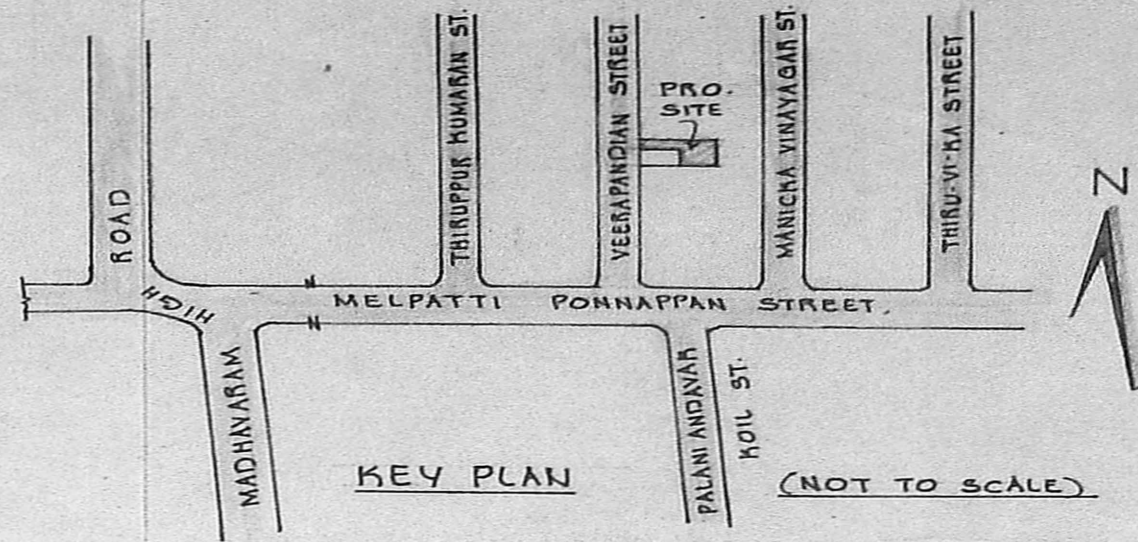 THIRUPPUR KUMARAN ST.
VEERAPANDIAN STREET
PRO.
SITE
MANICKA VINAYAGAR ST.
THIRU-VI-KA STREET
N
MADHAVARAM
HIGH
ROAD
MELPATTI PONNAPPAN STREET.
PALANI ANDAVAR
KOIL ST.
KEY PLAN
(NOT TO SCALE)